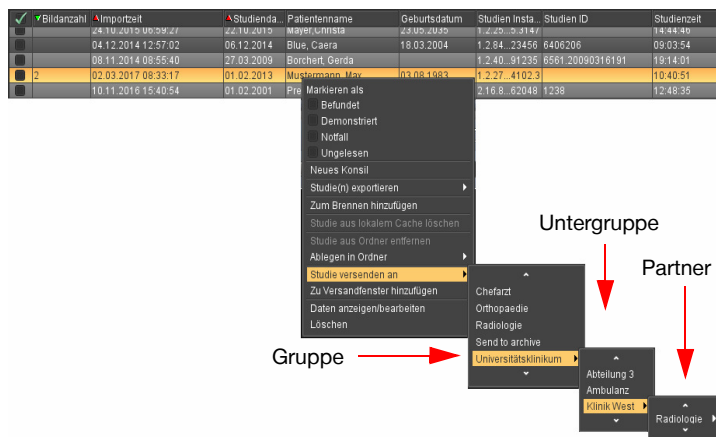 Bildanzahl Importzeit Studienda... Patientenname Geburtsdatum Studien Insta... Studien ID Studienzeit
24.10.2015 06:59:27 22.10.2015 Mayer,Christa 23.05.2035 1.2.25...5.3147 14:44:46
04.12.2014 12:57:02 06.12.2014 Blue, Caera 18.03.2004 1.2.84...23456 6406206 09:03:54
08.11.2014 08:55:40 27.03.2009 Borchert, Gerda 1.2.40...91235 6561.20090316191 19:14:01
2 02.03.2017 08:33:17 01.02.2013 Mustermann, Max 03.08.1983 1.2.27...4102.3 10:40:51
10.11.2016 15:40:54 01.02.2001 Pre 2.16.8...62048 1238 12:48:35
Markieren als
Befundet
Demonstriert
Notfall
Ungelesen
Neues Konsil
Studie(n) exportieren
Zum Brennen hinzufügen
Studie aus lokalem Cache löschen
Studie aus Ordner entfernen
Ablegen in Ordner
Studie versenden an
Zu Versandfenster hinzufügen
Daten anzeigen/bearbeiten
Löschen
Untergruppe
Partner
Gruppe
Chefarzt
Orthopaedie
Radiologie
Send to archive
Universitätsklinikum
Abteilung 3
Ambulanz
Klinik West
Radiologie